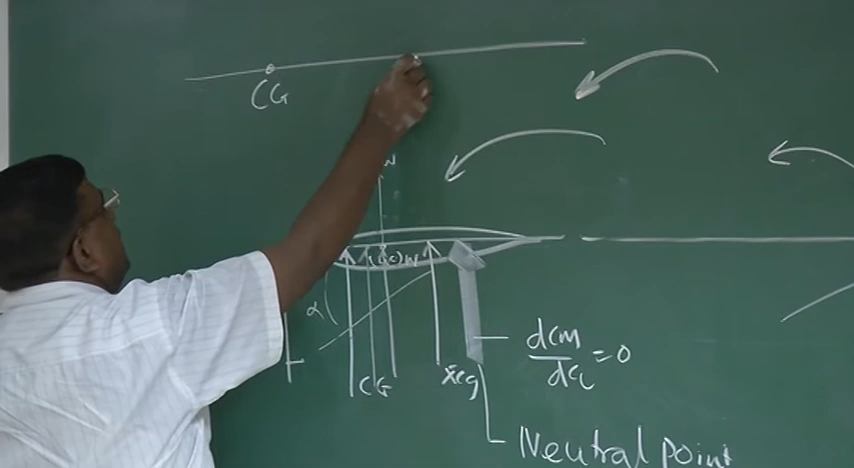 CG
α
CG
x̄cg
dCm
dCL
=0
Neutral point